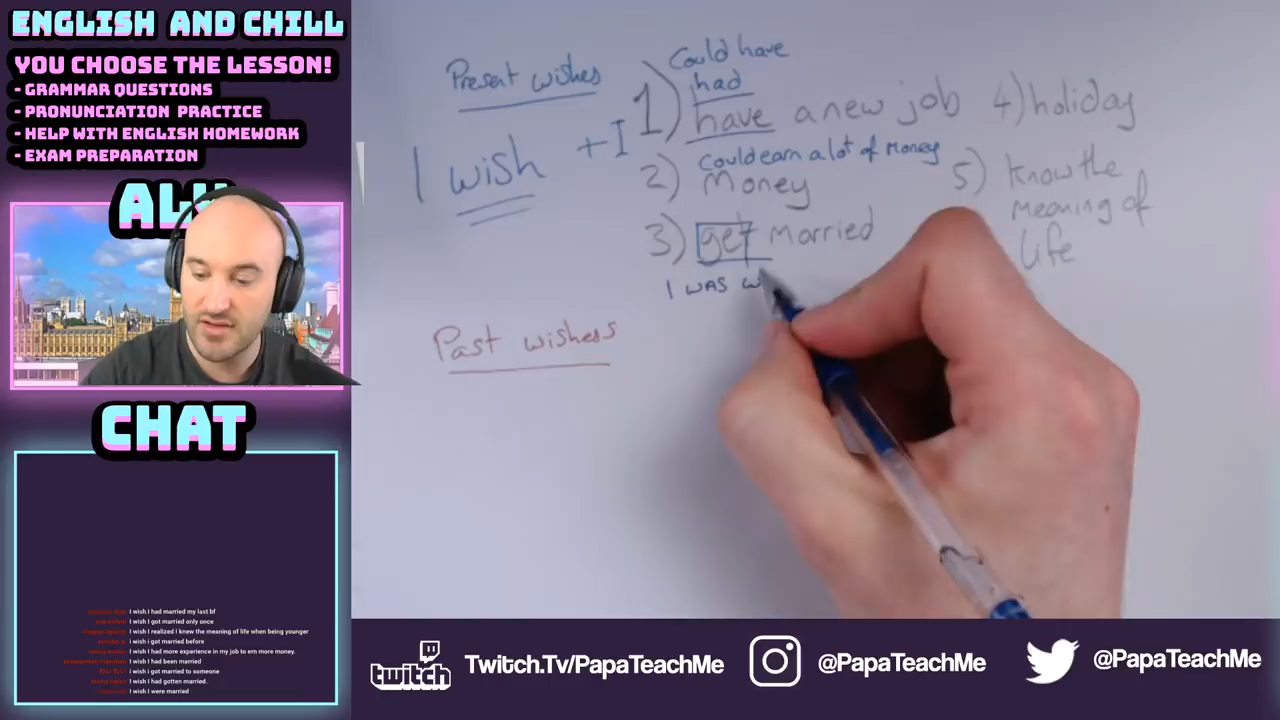 ENGLISH AND CHILL
YOU CHOOSE THE LESSON!
- GRAMMAR QUESTIONS
- PRONUNCIATION PRACTICE
- HELP WITH ENGLISH HOMEWORK
- EXAM PREPARATION
CHAT
I wish I had married my last bf
I wish I got married only once
I wish I realized I knew the meaning of life when being younger
i wish i got married before
I wish I had more experience in my job to ern more money.
I wish I had been married
i wish i got married to someone
I wish I had gotten married.
I wish I were married
Present wishes
I wish + I
Could have
had
1) have a new job
Could earn a lot of money
2) Money
3) get married
I was w
4) holiday
5) Know the
meaning of
life
Past wishess
twitch
Twitch.Tv/PapaTeachMe
@PapaTeachMe
@PapaTeachMe